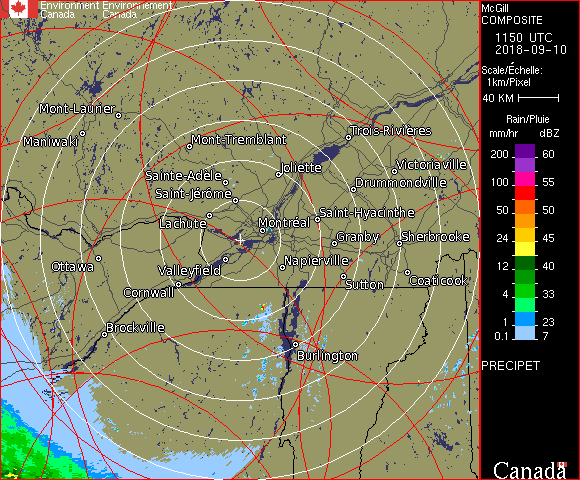 Environment Environnement
Canada Canada
Mont-Laurier
Maniwaki
Mont-Tremblant
Trois-Rivières
Sainte-Adèle
Joliette
Victoriaville
Saint-Jérôme
Drummondville
Lachute
Montréal
Saint-Hyacinthe
Granby
Sherbrooke
Ottawa
Valleyfield
Napierville
Cornwall
Sutton
Coaticook
Brockville
Burlington
McGill
COMPOSITE
1150 UTC
2018-09-10
Scale/Échelle:
1km/Pixel
40 KM
Rain/Pluie
mm/hr dBZ
200 60
100 55
50 50
24 45
12 40
4 33
1 23
0.1 7
PRECIPET
Canada